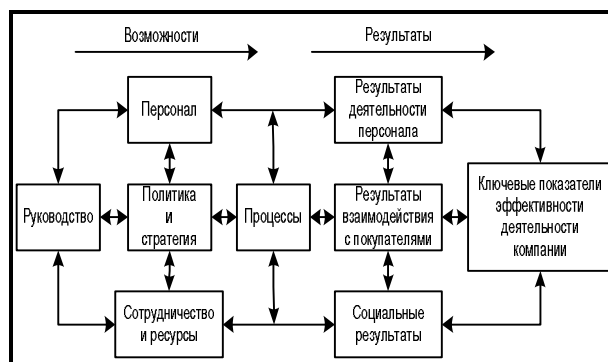 Возможности
Результаты
Персонал
Результаты
деятельности
персонала
Руководство
Политика
и
стратегия
Процессы
Результаты
взаимодействия
с покупателями
Ключевые показатели
эффективности
деятельности
компании
Сотрудничество
и ресурсы
Социальные
результаты